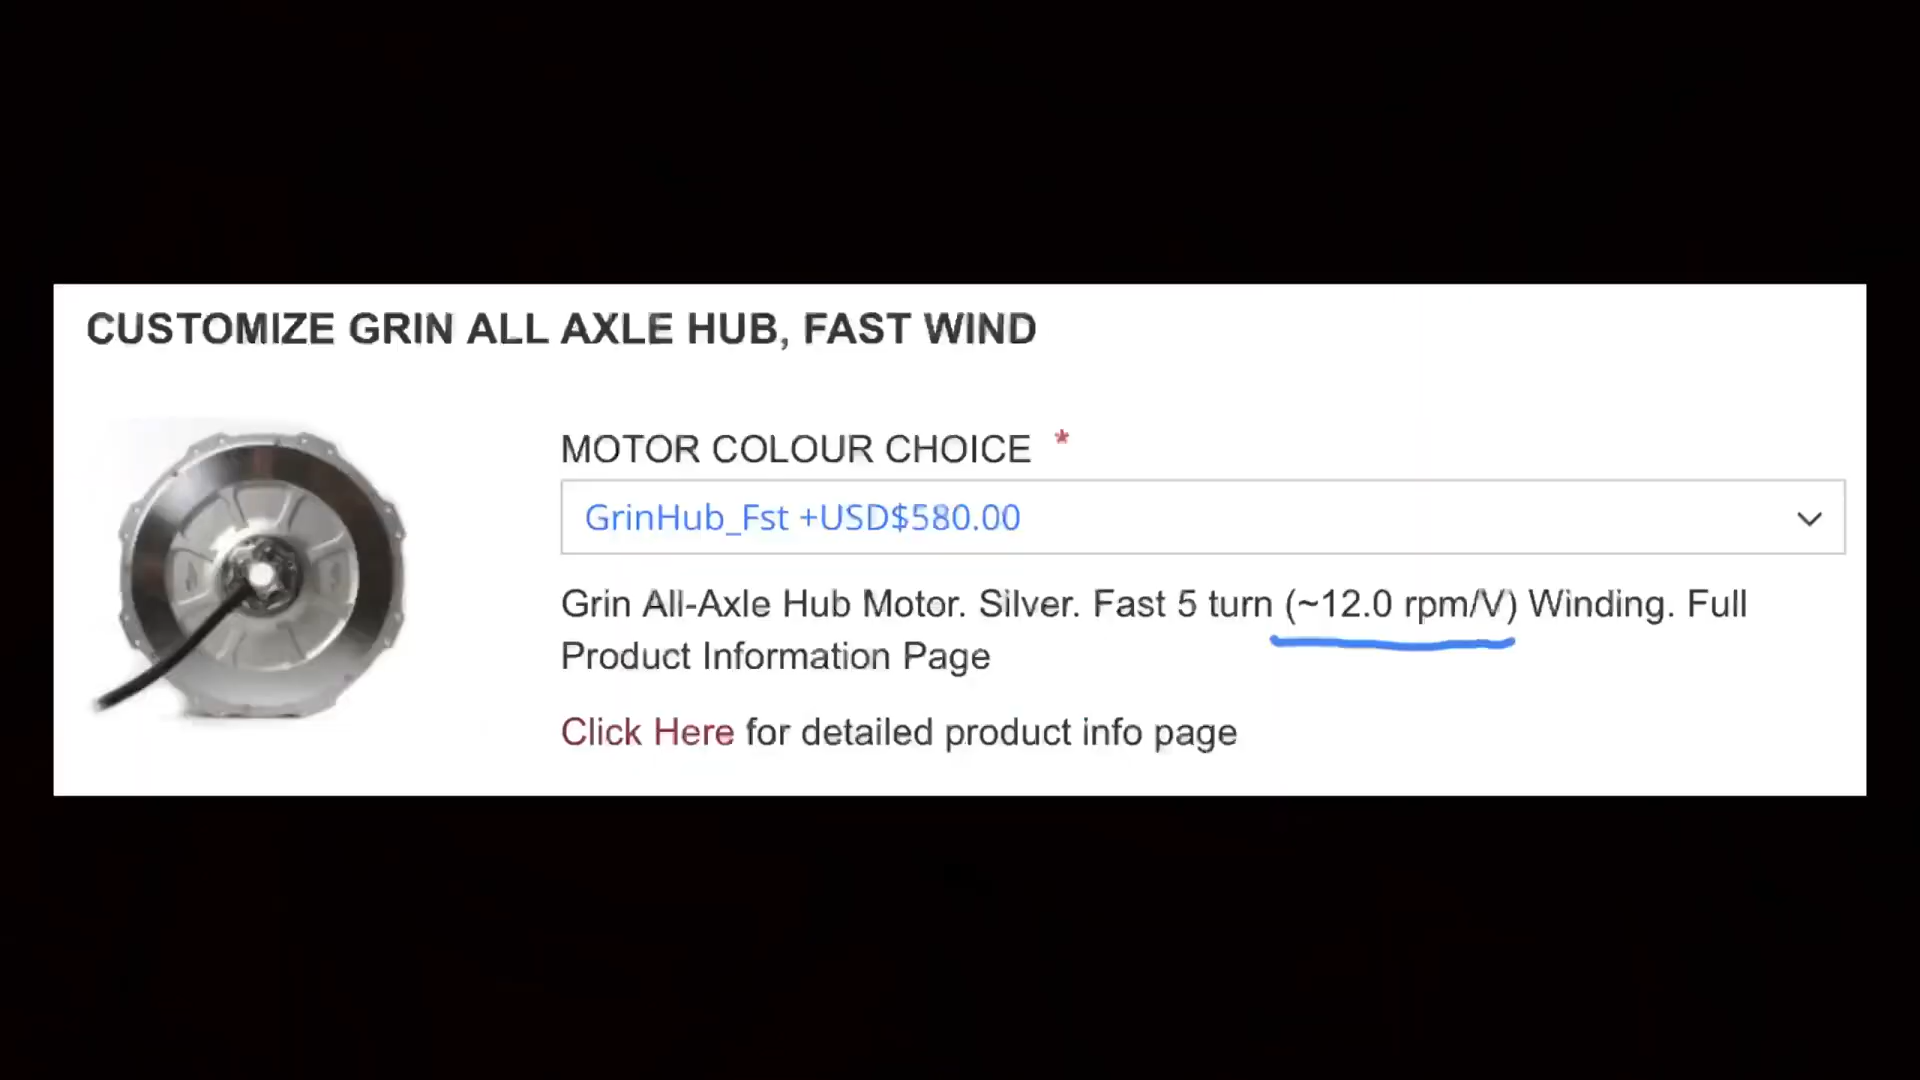 CUSTOMIZE GRIN ALL AXLE HUB, FAST WIND
MOTOR COLOUR CHOICE *
GrinHub_Fst +USD$580.00
Grin All-Axle Hub Motor. Silver. Fast 5 turn (~12.0 rpm/V) Winding. Full
Product Information Page
Click Here for detailed product info page